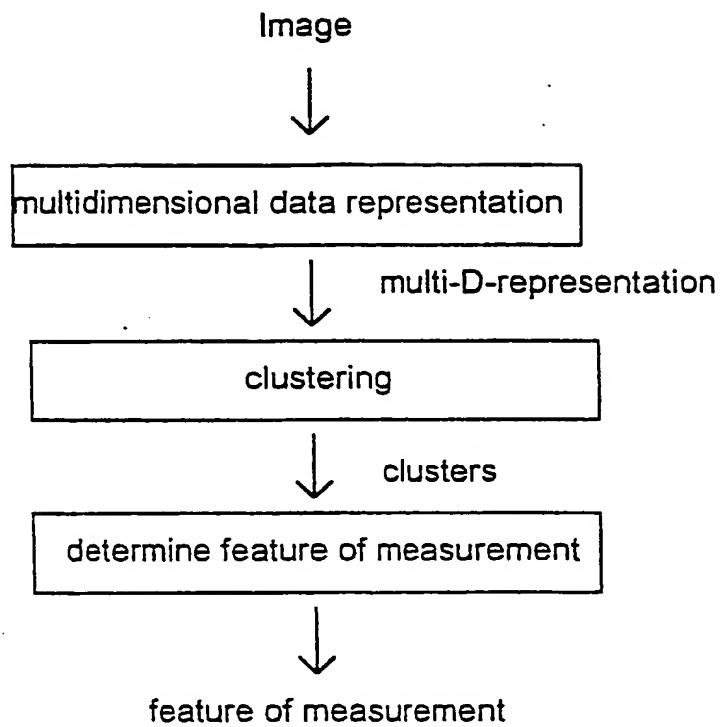 Image
multidimensional data representation
multi-D-representation
clustering
clusters
determine feature of measurement
feature of measurement